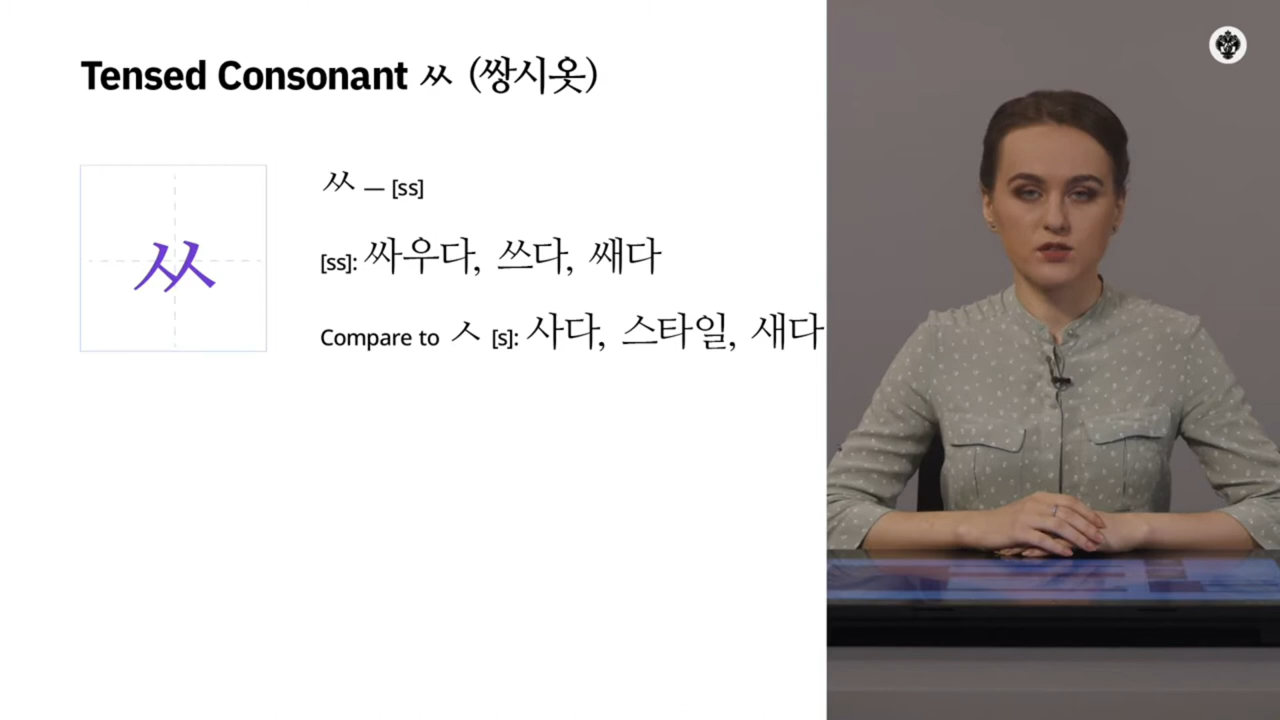 Tensed Consonant ㅆ (쌍시옷)
ㅆ
ㅆ — [ss]
[ss]: 싸우다, 쓰다, 쌔다
Compare to ㅅ [s]: 사다, 스타일, 새다